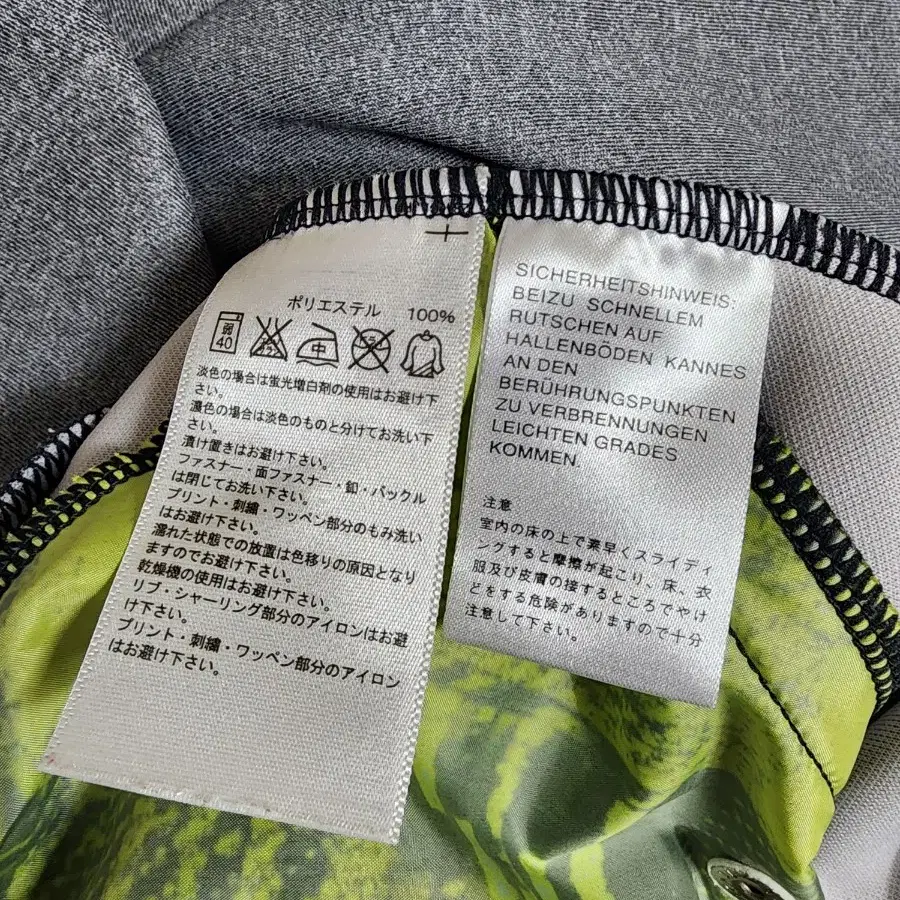 ポリエステル 100%
弱 40
エンソ サラシ
中
ドライ
淡色の場合は蛍光増白剤の使用はお避け下
さい。
濃色の場合は淡色のものと分けてお洗い下
さい。
漬け置きはお避け下さい。
ファスナー・面ファスナー・釦・バックル
は閉じてお洗い下さい。
プリント・刺繍・ワッペン部分のもみ洗い
はお避け下さい。
濡れた状態での放置は色移りの原因となり
ますのでお避け下さい。
乾燥機の使用はお避け下さい。
リブ・シャーリング部分のアイロンはお避
け下さい。
プリント・刺繍・ワッペン部分のアイロン
はお避け下さい。
SICHERHEITSHINWEIS:
BEIZU SCHNELLEM
RUTSCHEN AUF
HALLENBÖDEN KANNES
AN DEN
BERÜHRUNGSPUNKTEN
ZU VERBRENNUNGEN
LEICHTEN GRADES
KOMMEN.
注意
室内の床の上で素早くスライディ
ングすると摩擦が起こり、床、衣
服及び皮膚の接するところでやけ
どをする危険がありますので十分
注意して下さい。